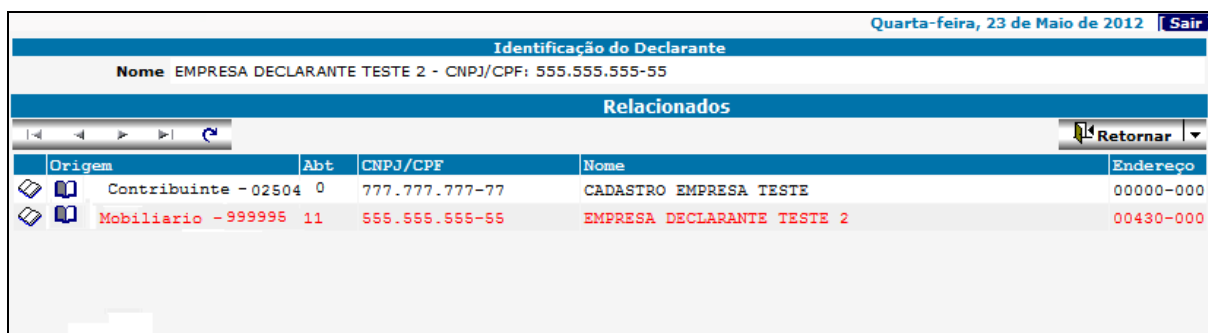 Quarta-feira, 23 de Maio de 2012 [ Sair
Identificação do Declarante
Nome EMPRESA DECLARANTE TESTE 2 - CNPJ/CPF: 555.555.555-55
Relacionados
Retornar
Origem Abt CNPJ/CPF Nome Endereço
Contribuinte - 02504 0 777.777.777-77 CADASTRO EMPRESA TESTE 00000-000
Mobiliario - 999995 11 555.555.555-55 EMPRESA DECLARANTE TESTE 2 00430-000